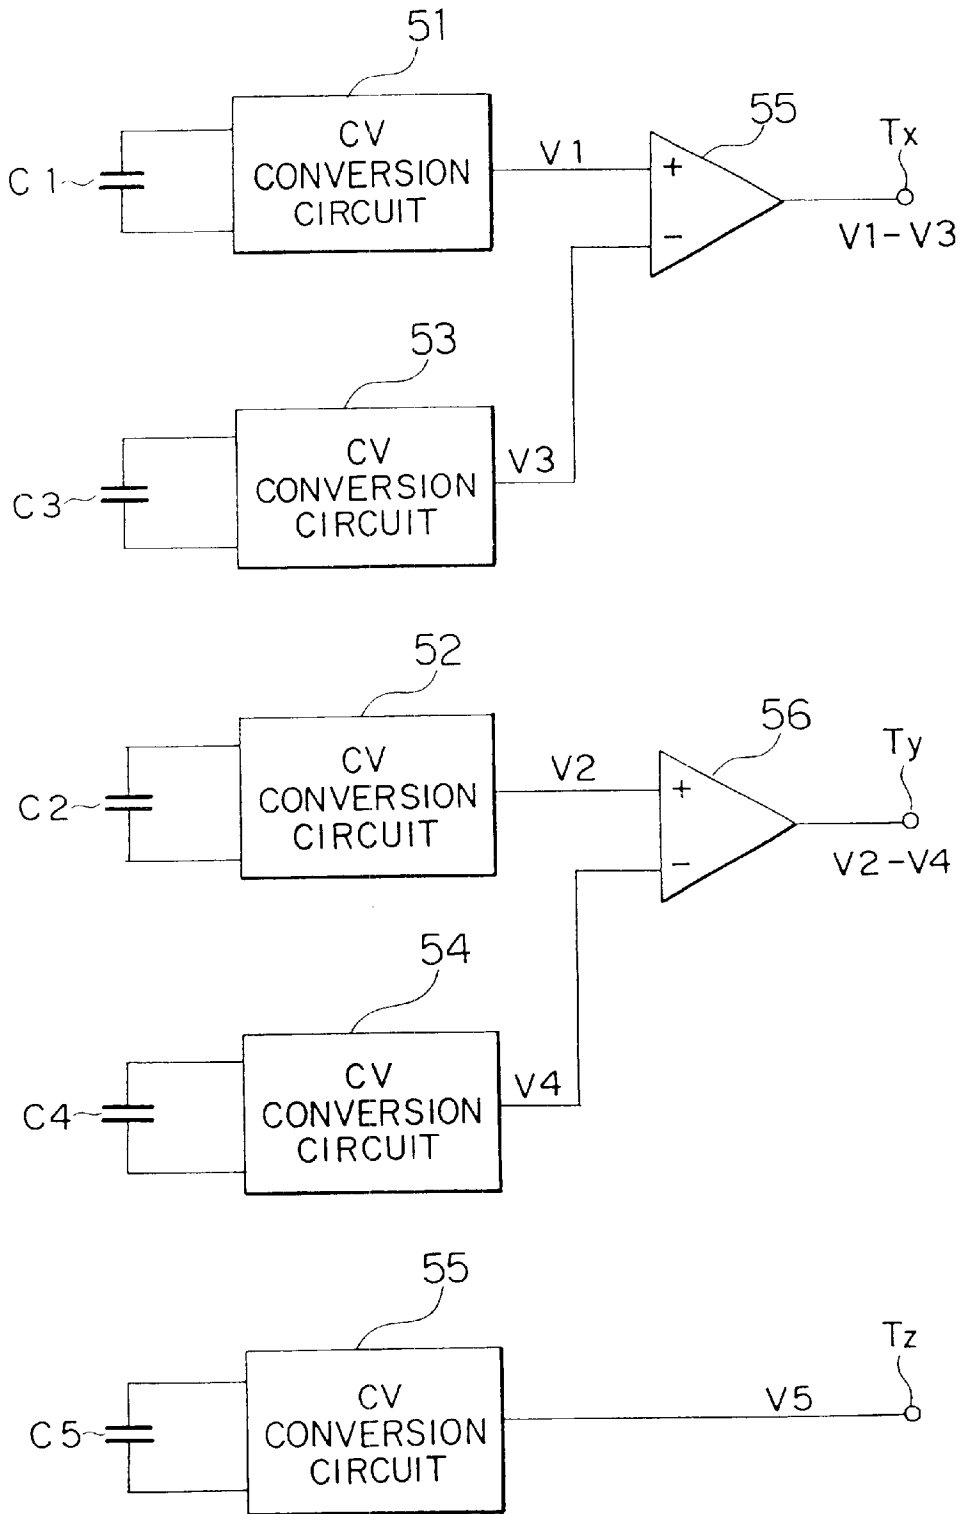 51
CV
CONVERSION
CIRCUIT
C1
V1
55
+
−
Tx
V1-V3
53
CV
CONVERSION
CIRCUIT
C3
V3
52
CV
CONVERSION
CIRCUIT
C2
V2
56
+
−
Ty
V2-V4
54
CV
CONVERSION
CIRCUIT
C4
V4
55
CV
CONVERSION
CIRCUIT
C5
V5
Tz